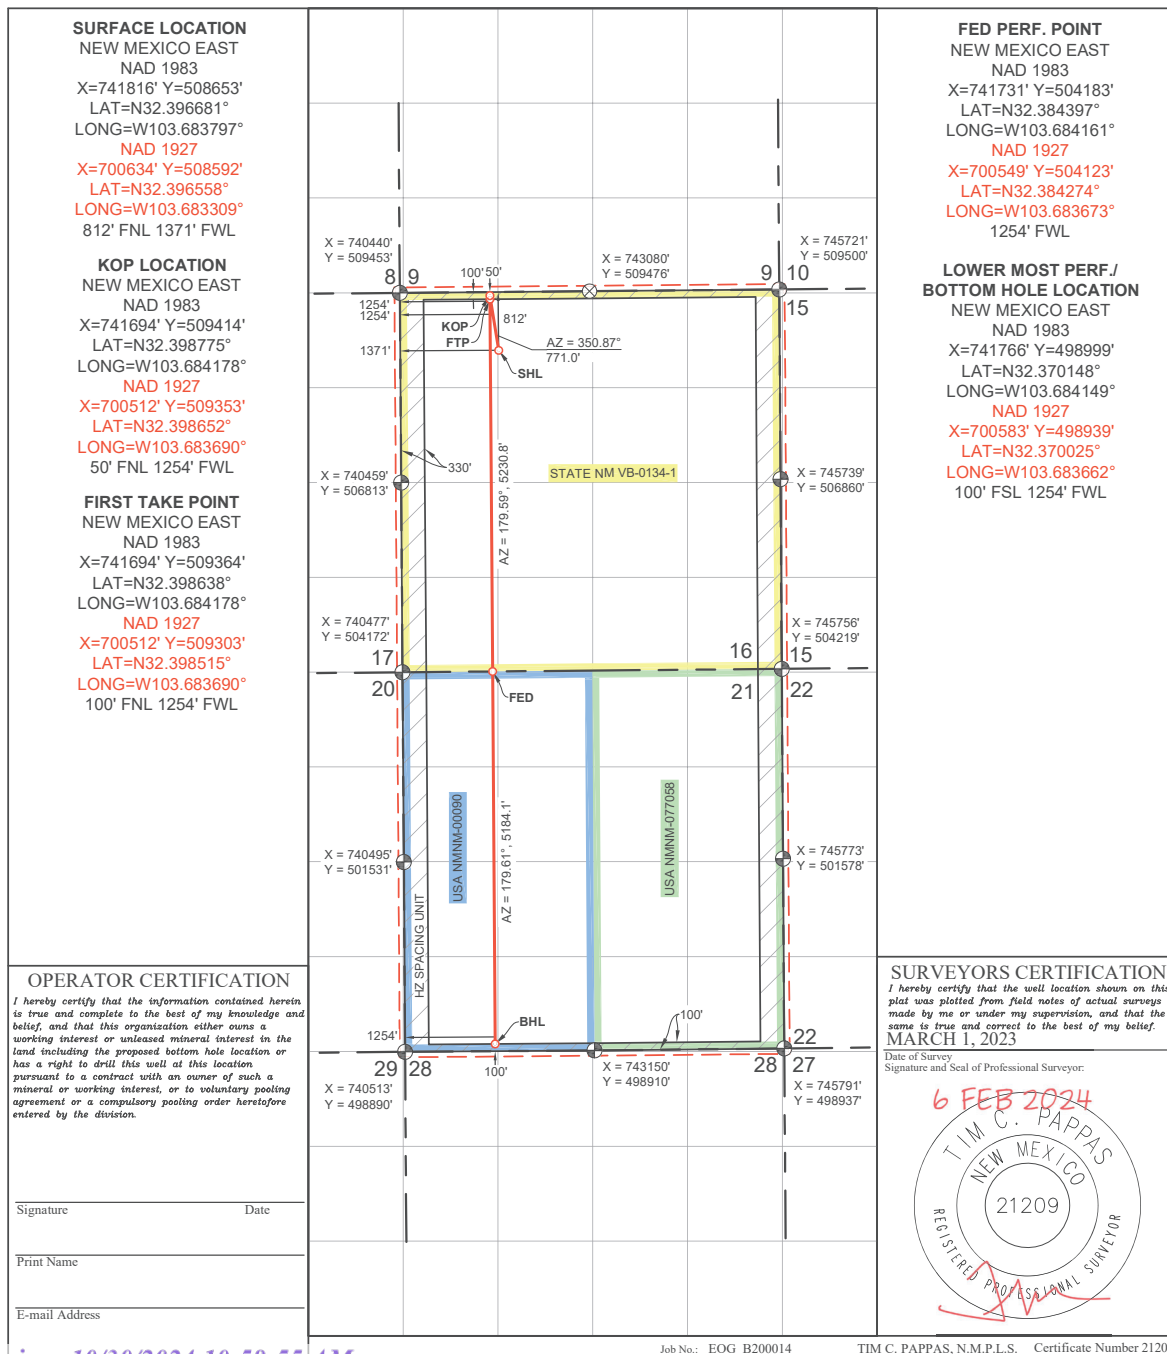 SURFACE LOCATION
NEW MEXICO EAST
NAD 1983
X=741816' Y=508653'
LAT=N32.396681°
LONG=W103.683797°
NAD 1927
X=700634' Y=508592'
LAT=N32.396558°
LONG=W103.683309°
812' FNL 1371' FWL
KOP LOCATION
NEW MEXICO EAST
NAD 1983
X=741694' Y=509414'
LAT=N32.398775°
LONG=W103.684178°
NAD 1927
X=700512' Y=509353'
LAT=N32.398652°
LONG=W103.683690°
50' FNL 1254' FWL
FIRST TAKE POINT
NEW MEXICO EAST
NAD 1983
X=741694' Y=509364'
LAT=N32.398638°
LONG=W103.684178°
NAD 1927
X=700512' Y=509303'
LAT=N32.398515°
LONG=W103.683690°
100' FNL 1254' FWL
OPERATOR CERTIFICATION
I hereby certify that the information contained herein
is true and complete to the best of my knowledge and
belief, and that this organization either owns a
working interest or unleased mineral interest in the
land including the proposed bottom hole location or
has a right to drill this well at this location
pursuant to a contract with an owner of such a
mineral or working interest, or to voluntary pooling
agreement or a compulsory pooling order heretofore
entered by the division.
Signature Date
Print Name
E-mail Address
X = 740440'
Y = 509453'
X = 743080'
Y = 509476'
X = 745721'
Y = 509500'
8 9
100' 50'
9 10
15
1254'
1254'
KOP
FTP
812'
1371'
AZ = 350.87°
771.0'
SHL
330'
X = 740459'
Y = 506813'
AZ = 179.59°, 5230.8'
STATE NM VB-0134-1
X = 745739'
Y = 506860'
X = 740477'
Y = 504172'
X = 745756'
Y = 504219'
17
16 15
20
21 22
FED
USA NMNM-00090
AZ = 179.61°, 5184.1'
USA NMNM-077058
X = 740495'
Y = 501531'
X = 745773'
Y = 501578'
HZ SPACING UNIT
1254'
BHL
100'
100'
22
29 28
28 27
X = 740513'
Y = 498890'
X = 743150'
Y = 498910'
X = 745791'
Y = 498937'
FED PERF. POINT
NEW MEXICO EAST
NAD 1983
X=741731' Y=504183'
LAT=N32.384397°
LONG=W103.684161°
NAD 1927
X=700549' Y=504123'
LAT=N32.384274°
LONG=W103.683673°
1254' FWL
LOWER MOST PERF./
BOTTOM HOLE LOCATION
NEW MEXICO EAST
NAD 1983
X=741766' Y=498999'
LAT=N32.370148°
LONG=W103.684149°
NAD 1927
X=700583' Y=498939'
LAT=N32.370025°
LONG=W103.683662°
100' FSL 1254' FWL
SURVEYORS CERTIFICATION
I hereby certify that the well location shown on this
plat was plotted from field notes of actual surveys
made by me or under my supervision, and that the
same is true and correct to the best of my belief.
MARCH 1, 2023
Date of Survey
Signature and Seal of Professional Surveyor:
6 FEB 2024
TIM C. PAPPAS
NEW MEXICO
21209
REGISTERED PROFESSIONAL SURVEYOR
Job No.: EOG_B200014
TIM C. PAPPAS, N.M.P.L.S.
Certificate Number 2120
10/30/2024 10:59:55 AM